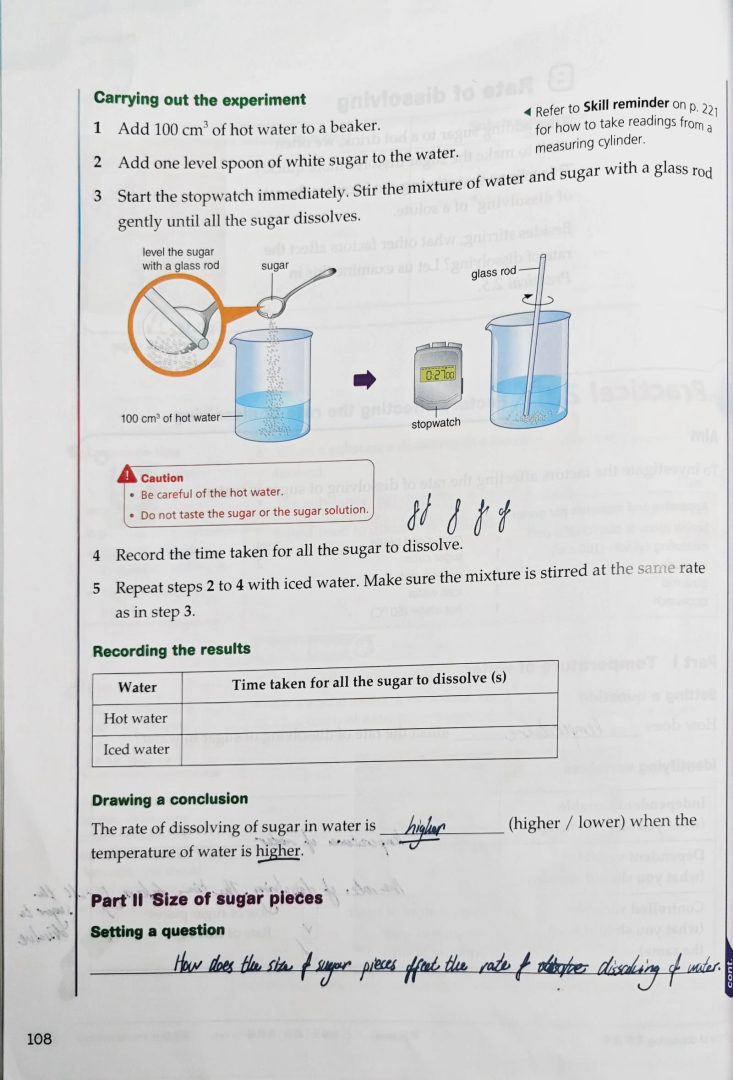 Carrying out the experiment
◄ Refer to Skill reminder on p. 221
for how to take readings from a
measuring cylinder.
1 Add 100 cm³ of hot water to a beaker.
2 Add one level spoon of white sugar to the water.
3 Start the stopwatch immediately. Stir the mixture of water and sugar with a glass rod
gently until all the sugar dissolves.
level the sugar
with a glass rod
sugar
glass rod
0:2700
100 cm³ of hot water
stopwatch
! Caution
• Be careful of the hot water.
• Do not taste the sugar or the sugar solution.
4 Record the time taken for all the sugar to dissolve.
5 Repeat steps 2 to 4 with iced water. Make sure the mixture is stirred at the same rate
as in step 3.
Recording the results
Water Time taken for all the sugar to dissolve (s)
Hot water
Iced water
Drawing a conclusion
The rate of dissolving of sugar in water is higher (higher / lower) when the
temperature of water is higher.
Part II Size of sugar pieces
Setting a question
How does the size of sugar pieces affect the rate of dissolving of water.
cont.
108